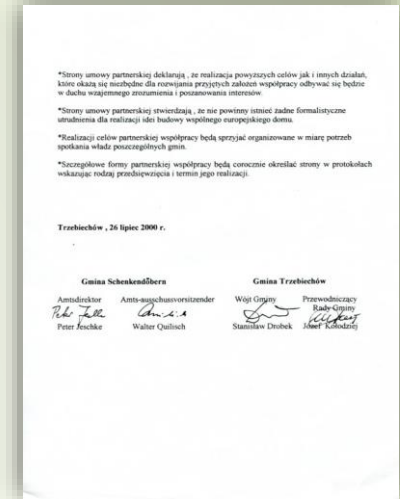 *Strony umowy partnerskiej deklarują , że realizacja powyższych celów jak i innych działań,
które okażą się niezbędne dla rozwijania przyjętych założeń współpracy odbywać się będzie
w duchu wzajemnego zrozumienia i poszanowania interesów.
*Strony umowy partnerskiej stwierdzają , że nie powinny istnieć żadne formalistyczne
utrudnienia dla realizacji idei budowy wspólnego europejskiego domu.
*Realizacji celów partnerskiej współpracy będą sprzyjać organizowane w miarę potrzeb
spotkania władz poszczególnych gmin.
*Szczegółowe formy partnerskiej współpracy będą corocznie określać strony w protokołach
wskazując rodzaj przedsięwzięcia i termin jego realizacji.
Trzebiechów , 26 lipiec 2000 r.
Gmina Schenkendöbern Gmina Trzebiechów
Amtsdirektor Amts-ausschussvorsitzender Wójt Gminy Przewodniczący
Rady Gminy
Peter Jeschke Walter Quilisch Stanisław Drobek Józef Kołodziej